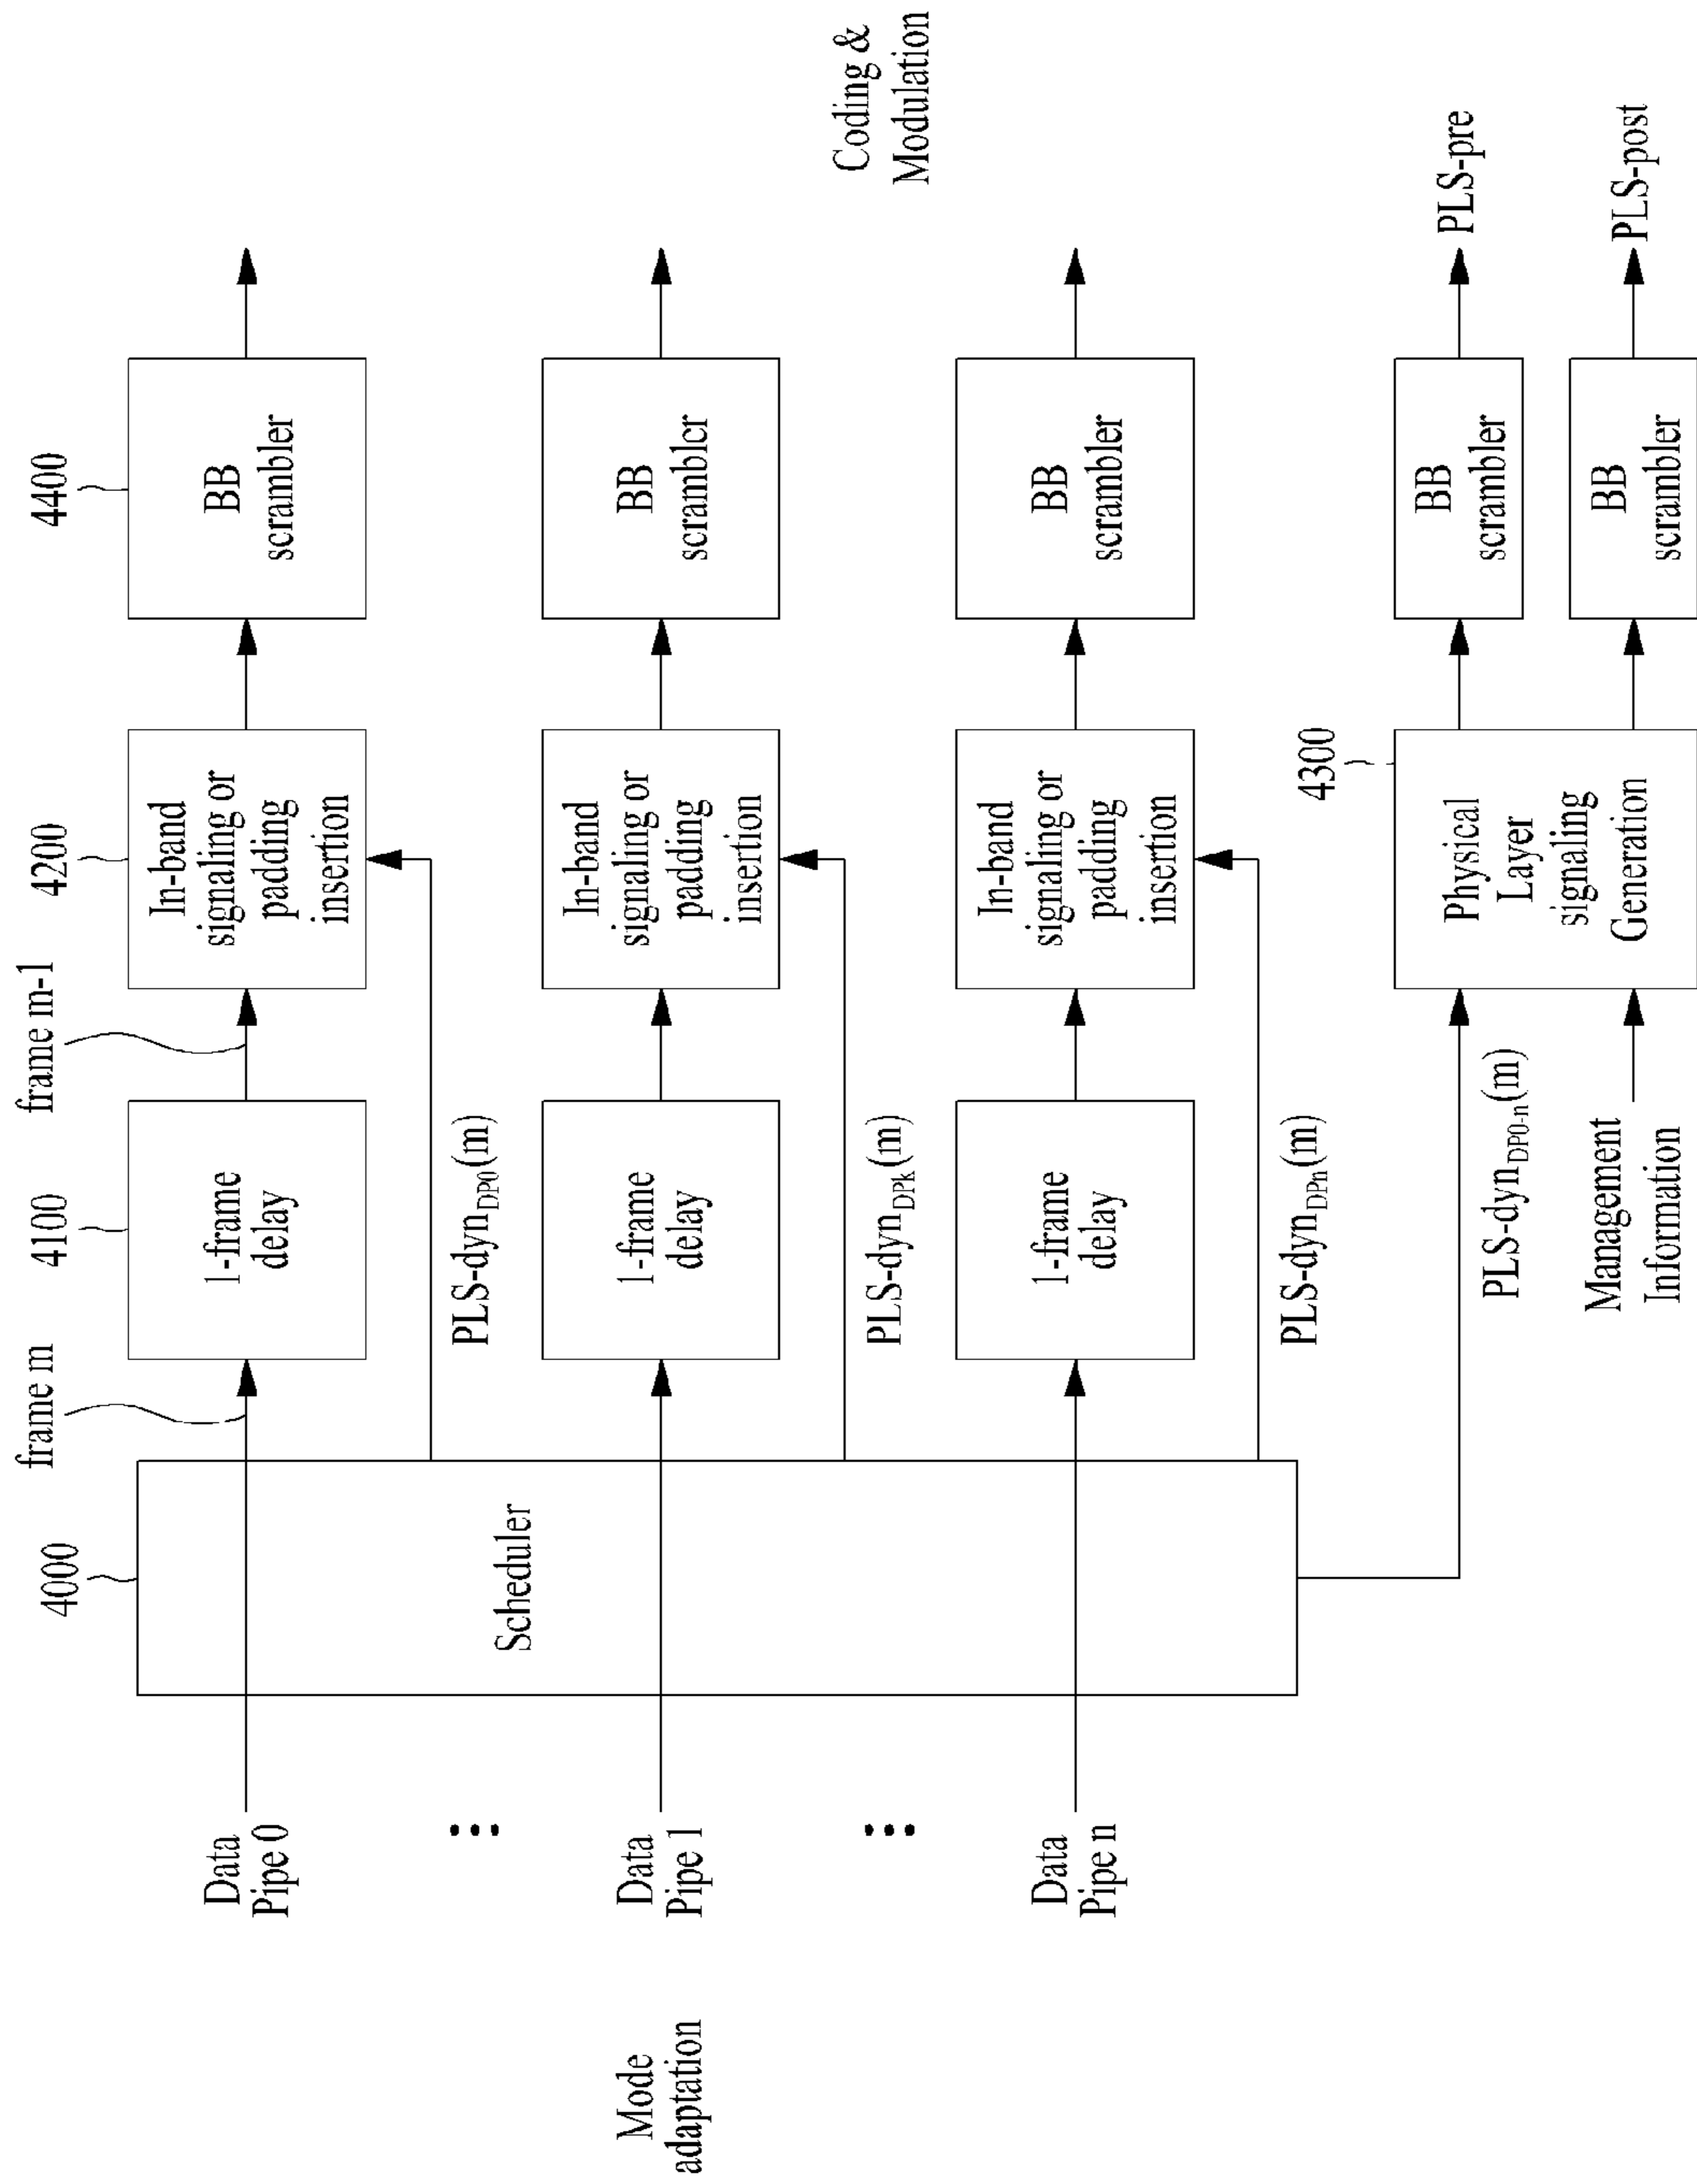 frame m
frame m-1
4000
4100
4200
4400
Data
Pipe 0
1-frame
delay
In-band
signaling or
padding
insertion
BB
scrambler
PLS-dynDP0(m)
Mode
adaptation
Data
Pipe 1
Scheduler
1-frame
delay
In-band
signaling or
padding
insertion
BB
scrambler
Coding &
Modulation
PLS-dynDPk(m)
Data
Pipe n
1-frame
delay
In-band
signaling or
padding
insertion
BB
scrambler
PLS-dynDPn(m)
4300
PLS-dynDP0-n(m)
Management
Information
Physical
Layer
signaling
Generation
BB
scrambler
PLS-pre
BB
scrambler
PLS-post